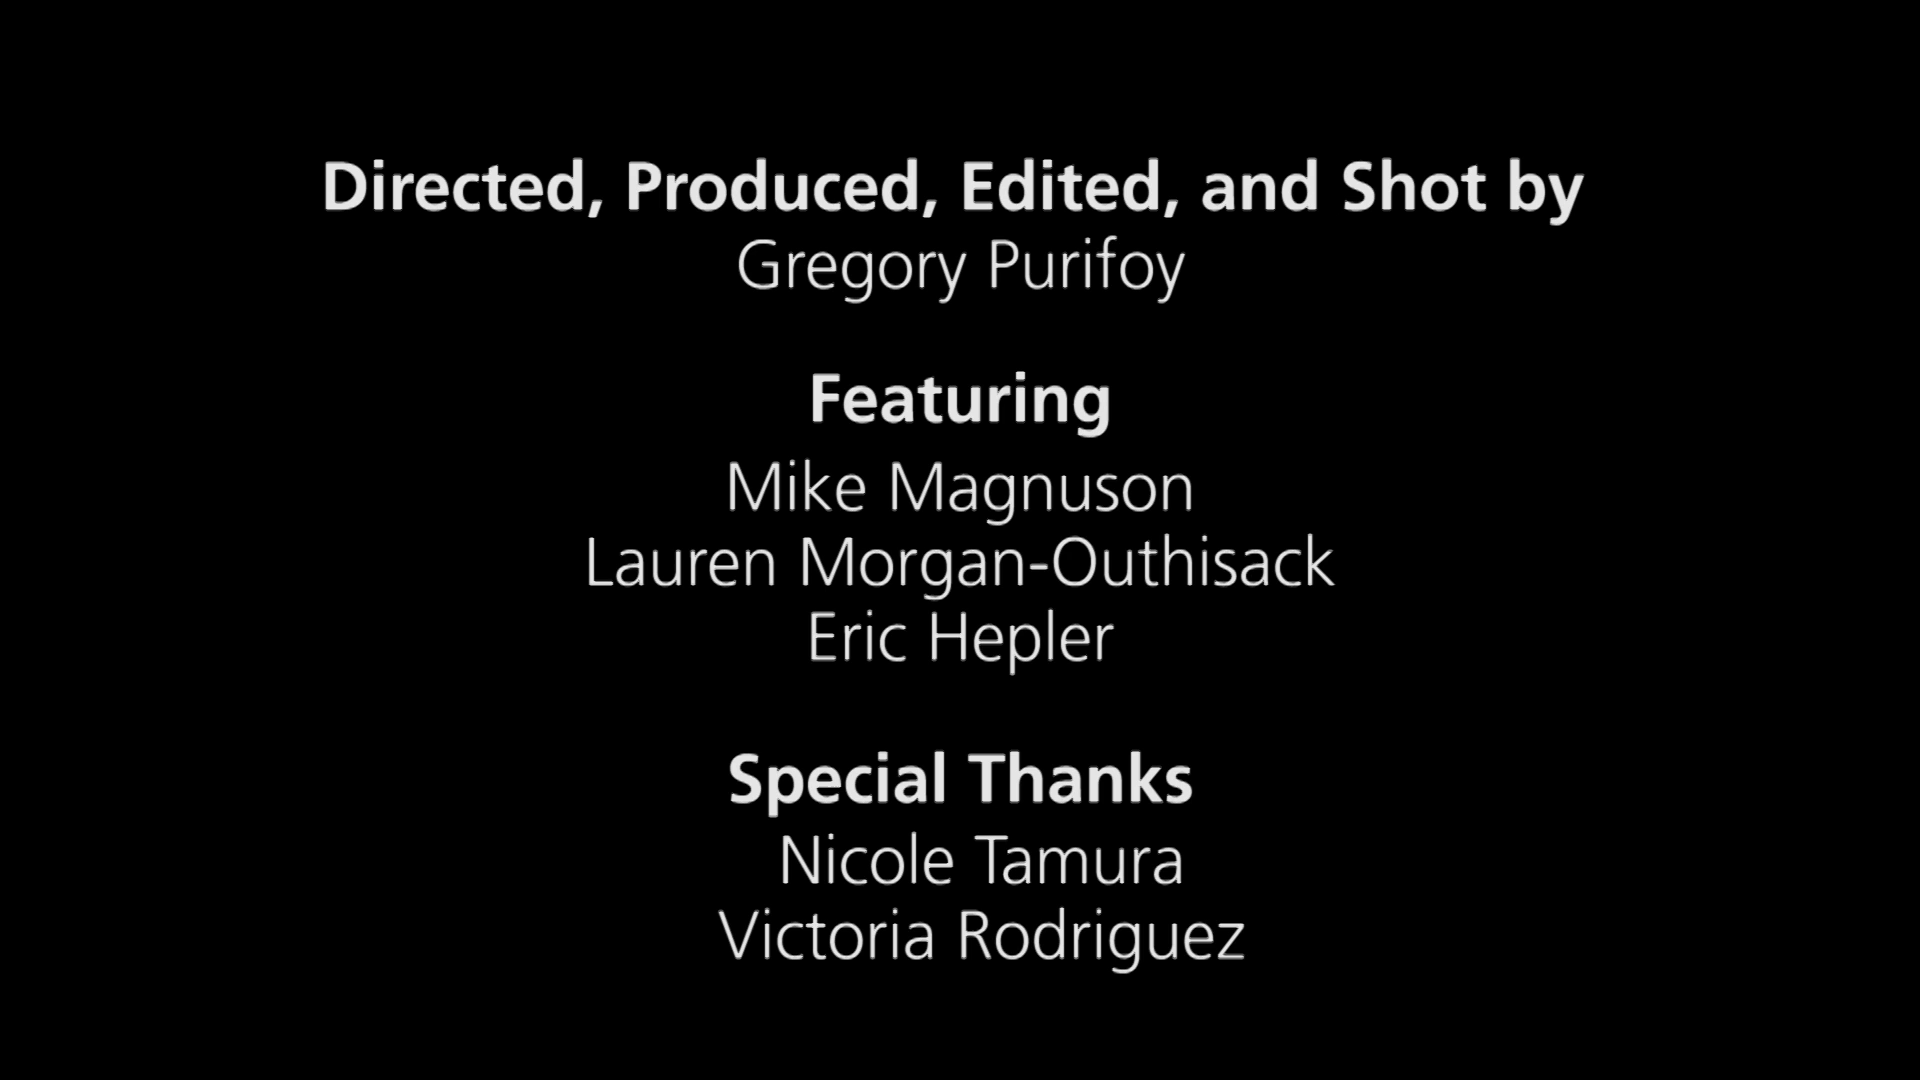 Directed, Produced, Edited, and Shot by
Gregory Purifoy
Featuring
Mike Magnuson
Lauren Morgan-Outhisack
Eric Hepler
Special Thanks
Nicole Tamura
Victoria Rodriguez